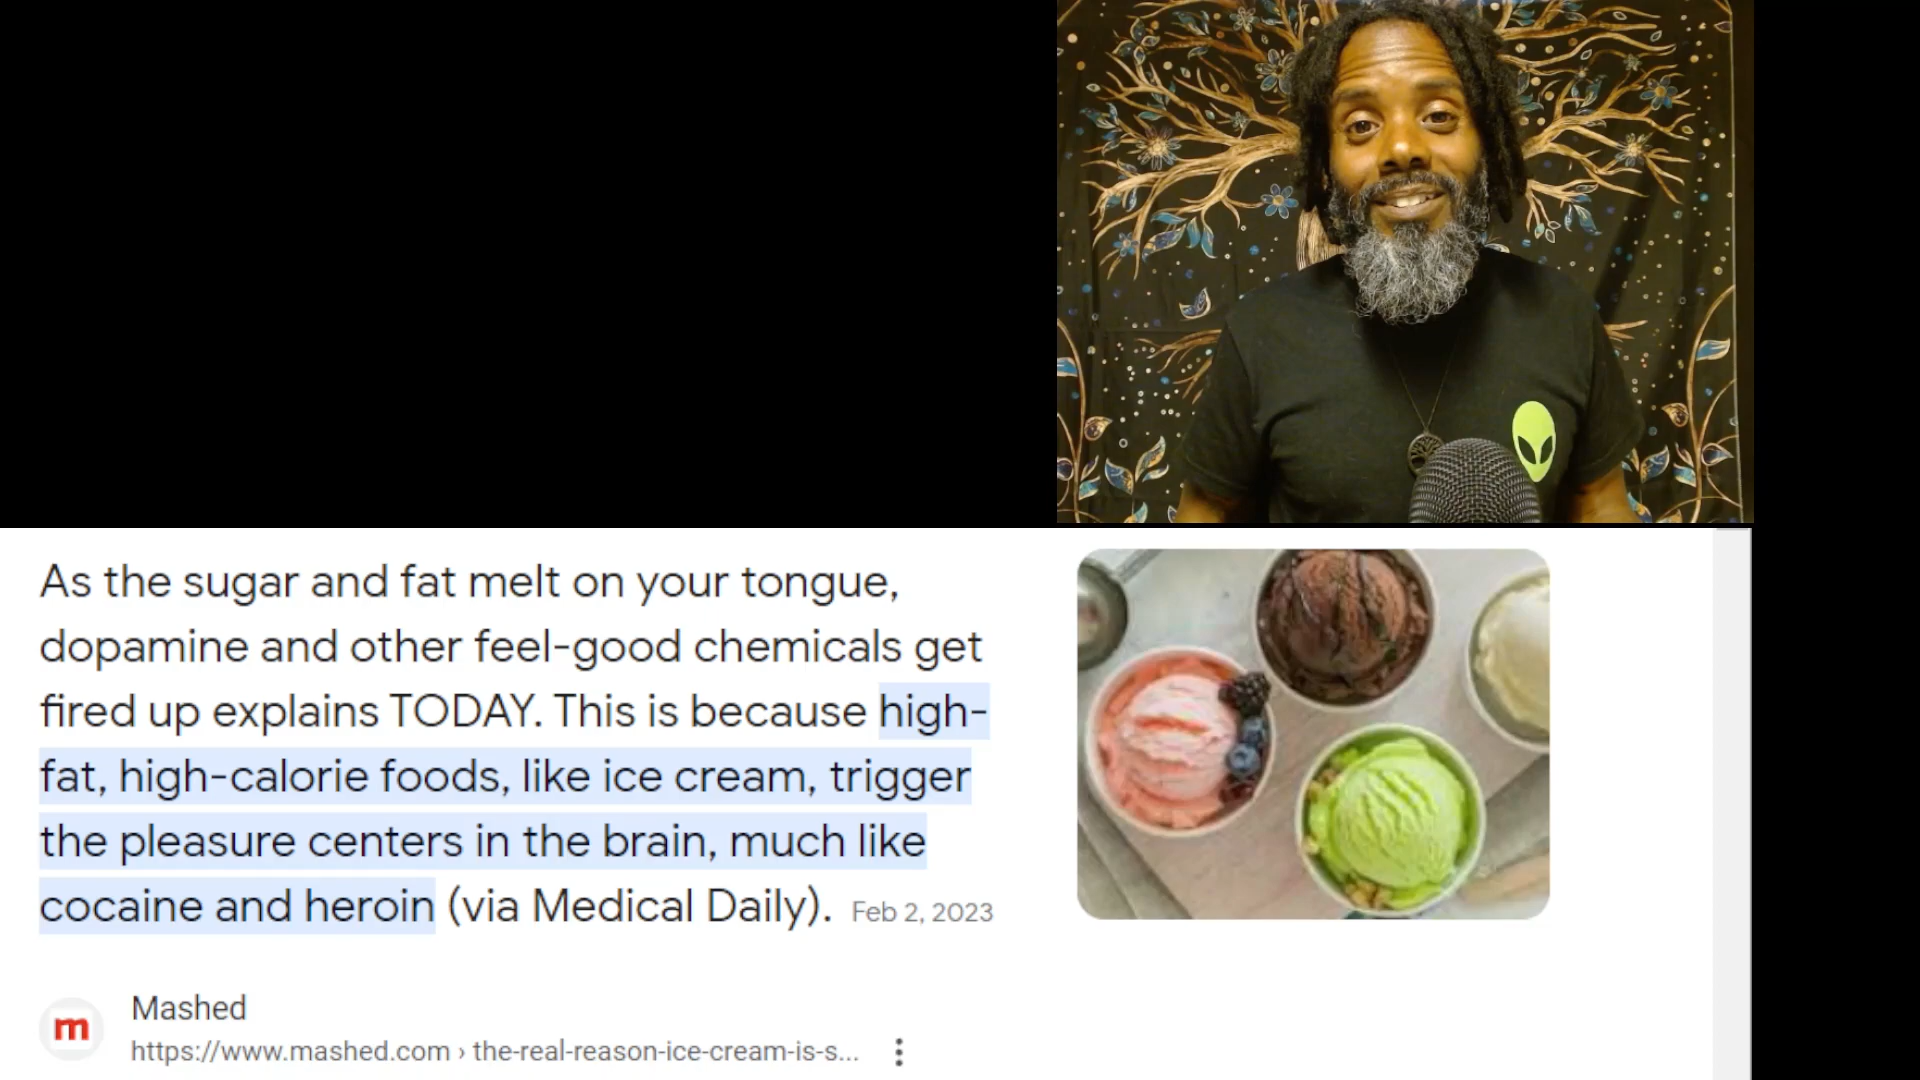 As the sugar and fat melt on your tongue,
dopamine and other feel-good chemicals get
fired up explains TODAY. This is because high-
fat, high-calorie foods, like ice cream, trigger
the pleasure centers in the brain, much like
cocaine and heroin (via Medical Daily). Feb 2, 2023
m
Mashed
https://www.mashed.com › the-real-reason-ice-cream-is-s...